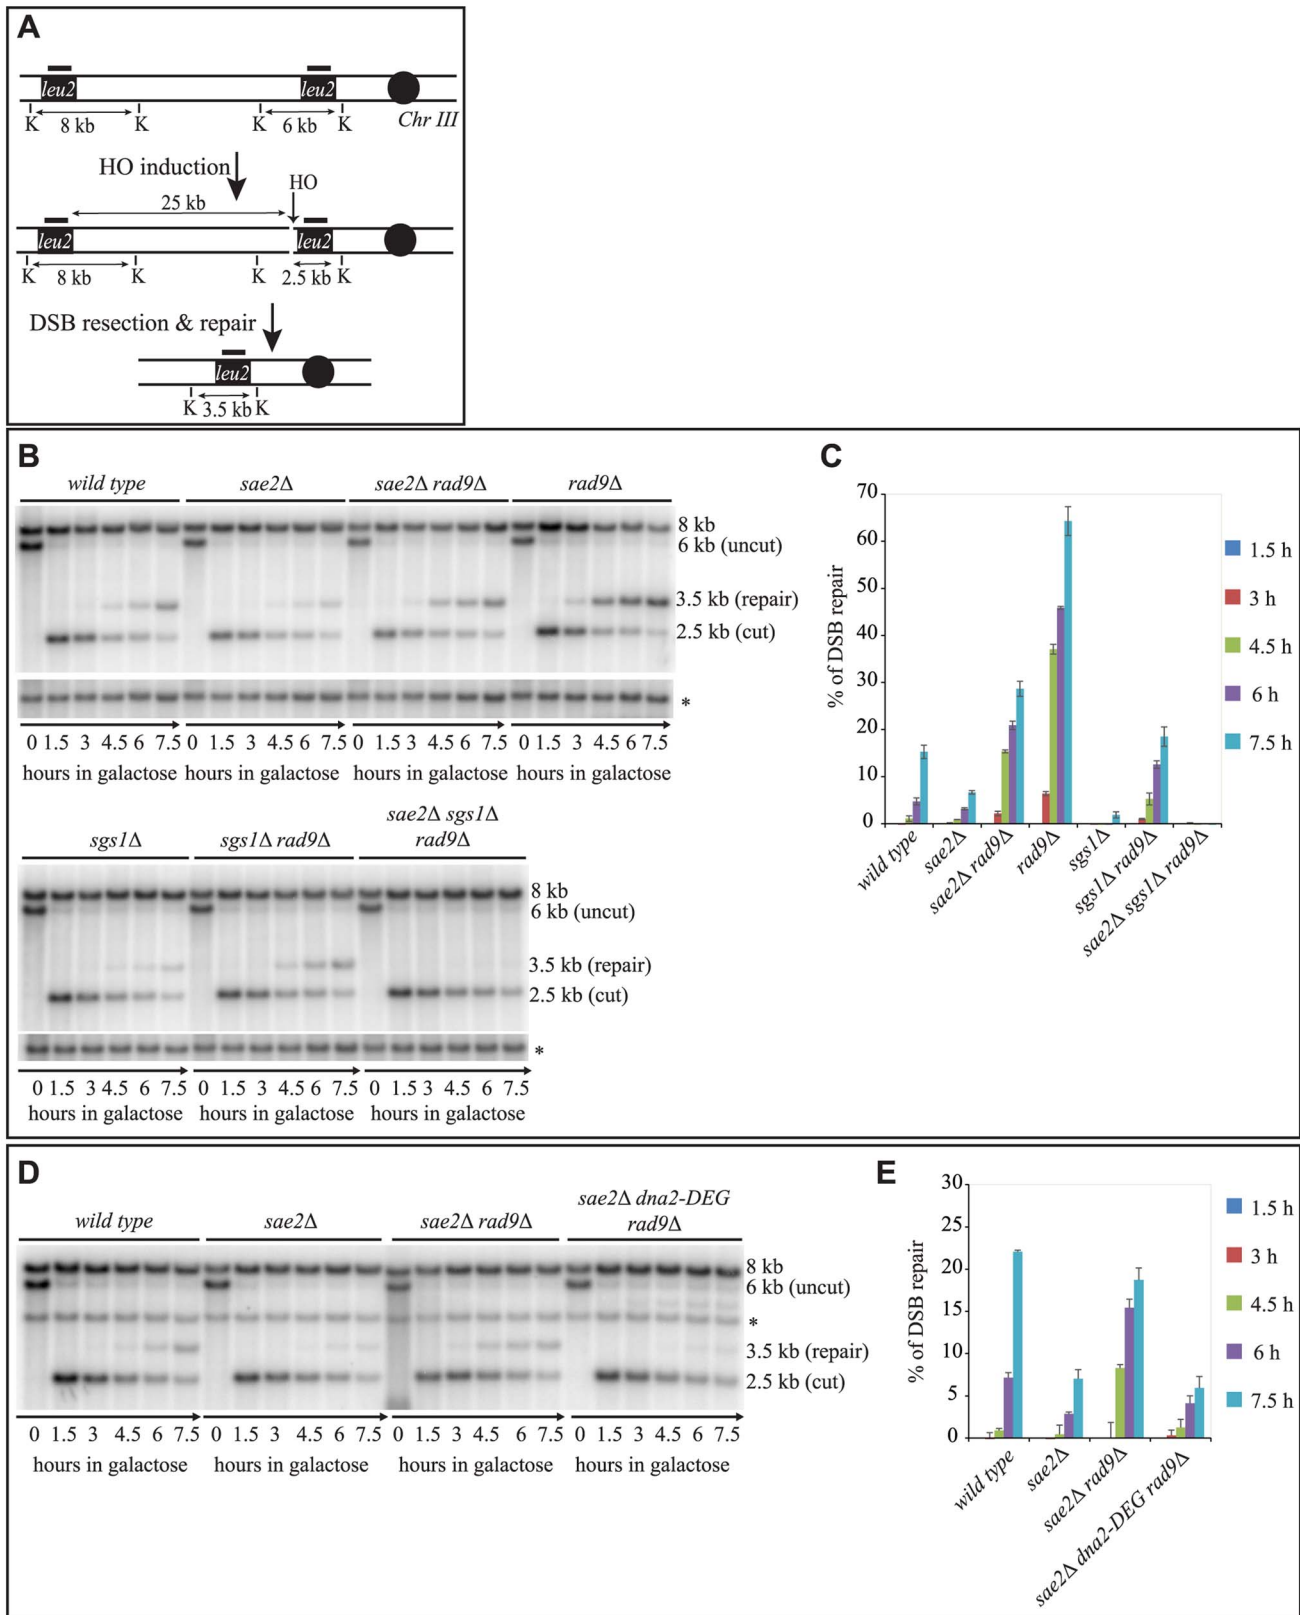 A
leu2 leu2
K 8 kb K K 6 kb K Chr III
HO induction
HO
25 kb
leu2 leu2
K 8 kb K K 2.5 kb K
DSB resection & repair
leu2
K 3.5 kb K
B
wild type sae2Δ sae2Δ rad9Δ rad9Δ
8 kb
6 kb (uncut)
3.5 kb (repair)
2.5 kb (cut)
*
0 1.5 3 4.5 6 7.5 0 1.5 3 4.5 6 7.5 0 1.5 3 4.5 6 7.5 0 1.5 3 4.5 6 7.5
hours in galactose hours in galactose hours in galactose hours in galactose
sae2Δ sgs1Δ
sgs1Δ sgs1Δ rad9Δ rad9Δ
8 kb
6 kb (uncut)
3.5 kb (repair)
2.5 kb (cut)
*
0 1.5 3 4.5 6 7.5 0 1.5 3 4.5 6 7.5 0 1.5 3 4.5 6 7.5
hours in galactose hours in galactose hours in galactose
C
% of DSB repair
70
60
50
40
30
20
10
0
wild type
sae2Δ
sae2Δ rad9Δ
rad9Δ
sgs1Δ
sgs1Δ rad9Δ
sae2Δ sgs1Δ rad9Δ
1.5 h
3 h
4.5 h
6 h
7.5 h
D
sae2Δ dna2-DEG
wild type sae2Δ sae2Δ rad9Δ rad9Δ
8 kb
6 kb (uncut)
*
3.5 kb (repair)
2.5 kb (cut)
0 1.5 3 4.5 6 7.5 0 1.5 3 4.5 6 7.5 0 1.5 3 4.5 6 7.5 0 1.5 3 4.5 6 7.5
hours in galactose hours in galactose hours in galactose hours in galactose
E
% of DSB repair
30
25
20
15
10
5
0
wild type
sae2Δ
sae2Δ rad9Δ
sae2Δ dna2-DEG rad9Δ
1.5 h
3 h
4.5 h
6 h
7.5 h